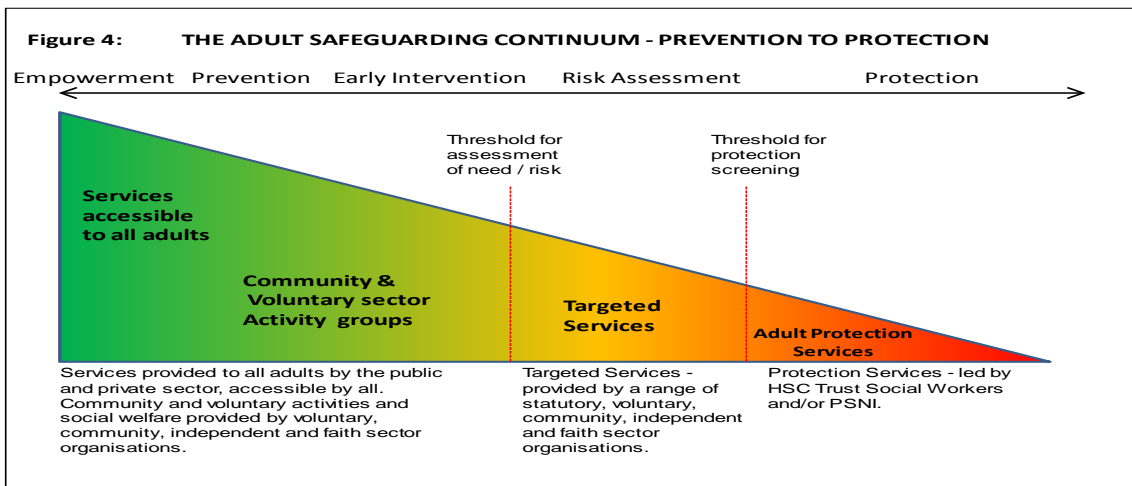 Figure 4: THE ADULT SAFEGUARDING CONTINUUM - PREVENTION TO PROTECTION
Empowerment Prevention Early Intervention Risk Assessment Protection
Threshold for
assessment
of need / risk
Threshold for
protection
screening
Services
accessible
to all adults
Community &
Voluntary sector
Activity groups
Targeted
Services
Adult Protection
Services
Services provided to all adults by the public
and private sector, accessible by all.
Community and voluntary activities and
social welfare provided by voluntary,
community, independent and faith sector
organisations.
Targeted Services -
provided by a range of
statutory, voluntary,
community, independent
and faith sector
organisations.
Protection Services - led by
HSC Trust Social Workers
and/or PSNI.